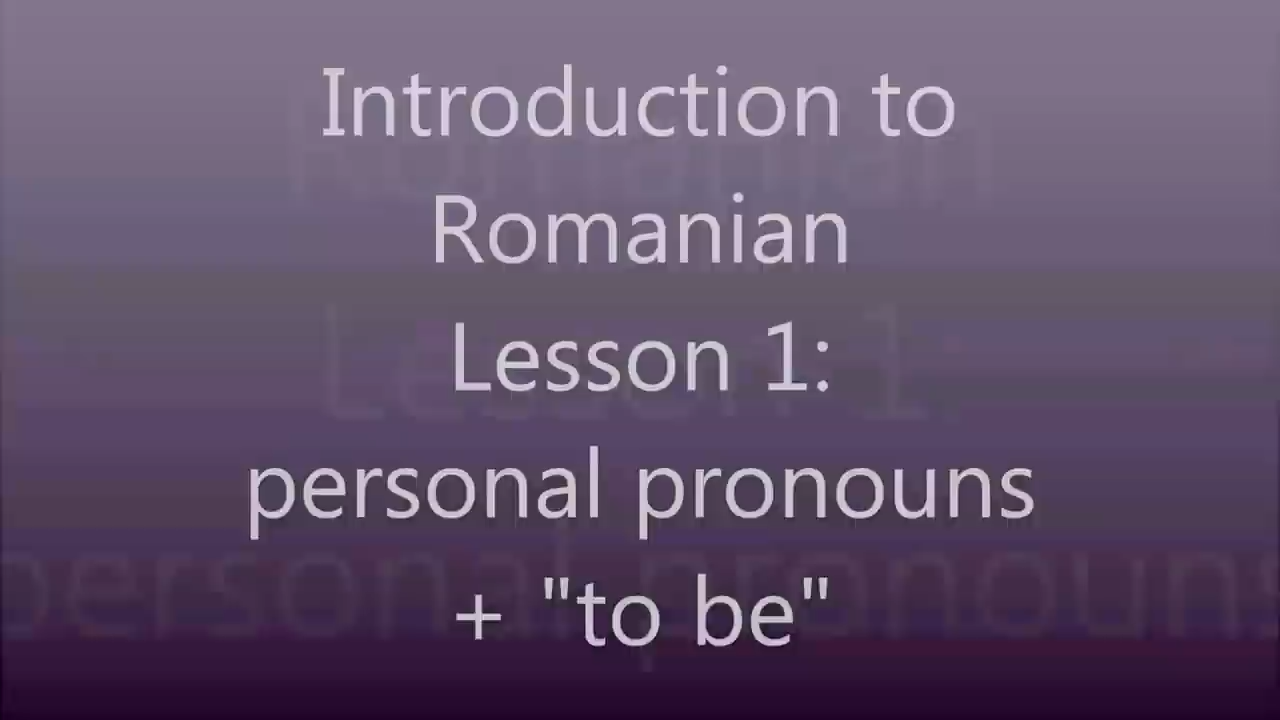 Introduction to
Romanian
Lesson 1:
personal pronouns
+ "to be"